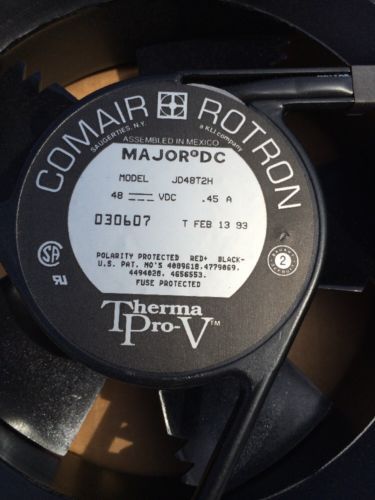 COMAIR ROTRON
SAUGERTIES, N.Y.
a KLI company
ASSEMBLED IN MEXICO
MAJOR DC
MODEL JD48T2H
48 VDC .45 A
030607 T FEB 13 93
POLARITY PROTECTED RED+ BLACK-
U.S. PAT. NO'S 4009618.4779069.
4494028. 4656553.
FUSE PROTECTED
2
Therma
Pro-V™